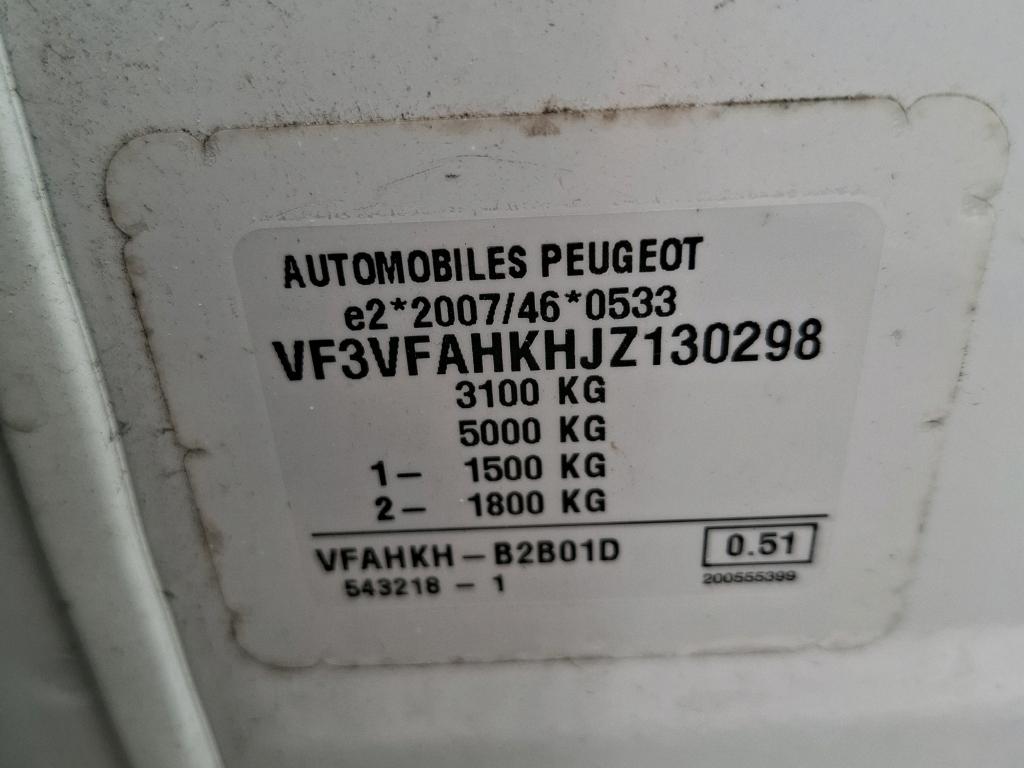 AUTOMOBILES PEUGEOT
e2*2007/46*0533
VF3VFAHKHJZ130298
3100 KG
5000 KG
1- 1500 KG
2- 1800 KG
VFAHKH-B2B01D 0.51
543218 - 1 200555399